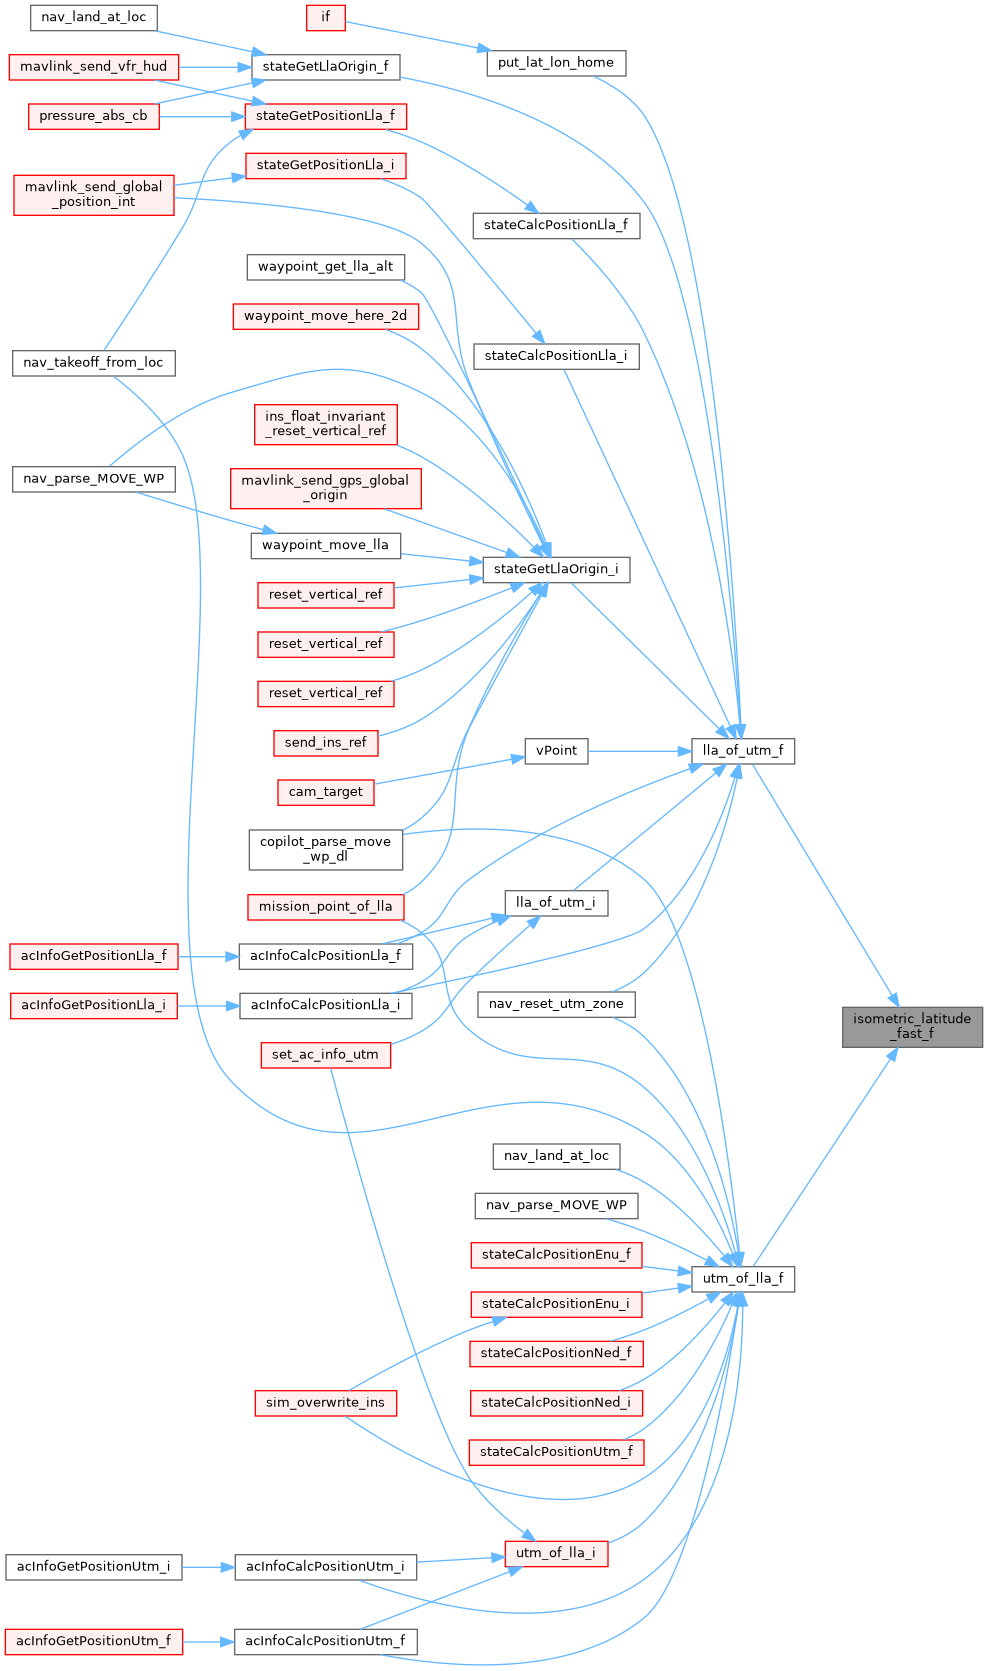 nav_land_at_loc
if
mavlink_send_vfr_hud
stateGetLlaOrigin_f
put_lat_lon_home
pressure_abs_cb
stateGetPositionLla_f
stateGetPositionLla_i
mavlink_send_global
_position_int
stateCalcPositionLla_f
waypoint_get_lla_alt
waypoint_move_here_2d
nav_takeoff_from_loc
stateCalcPositionLla_i
ins_float_invariant
_reset_vertical_ref
nav_parse_MOVE_WP
mavlink_send_gps_global
_origin
waypoint_move_lla
stateGetLlaOrigin_i
reset_vertical_ref
reset_vertical_ref
reset_vertical_ref
send_ins_ref
vPoint
lla_of_utm_f
cam_target
copilot_parse_move
_wp_dl
mission_point_of_lla
lla_of_utm_i
acInfoGetPositionLla_f
acInfoCalcPositionLla_f
acInfoGetPositionLla_i
acInfoCalcPositionLla_i
nav_reset_utm_zone
isometric_latitude
_fast_f
set_ac_info_utm
nav_land_at_loc
nav_parse_MOVE_WP
stateCalcPositionEnu_f
utm_of_lla_f
stateCalcPositionEnu_i
stateCalcPositionNed_f
sim_overwrite_ins
stateCalcPositionNed_i
stateCalcPositionUtm_f
utm_of_lla_i
acInfoGetPositionUtm_i
acInfoCalcPositionUtm_i
acInfoGetPositionUtm_f
acInfoCalcPositionUtm_f